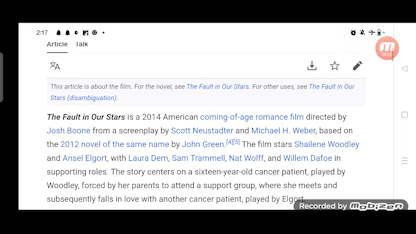 2:17
Article Talk
This article is about the film. For the novel, see The Fault in Our Stars. For other uses, see The Fault in Our
Stars (disambiguation).
The Fault in Our Stars is a 2014 American coming-of-age romance film directed by
Josh Boone from a screenplay by Scott Neustadter and Michael H. Weber, based on
the 2012 novel of the same name by John Green.[4][5] The film stars Shailene Woodley
and Ansel Elgort, with Laura Dern, Sam Trammell, Nat Wolff, and Willem Dafoe in
supporting roles. The story centers on a sixteen-year-old cancer patient, played by
Woodley, forced by her parents to attend a support group, where she meets and
subsequently falls in love with another cancer patient, played by Elgort.
Recorded by MOBIZEN